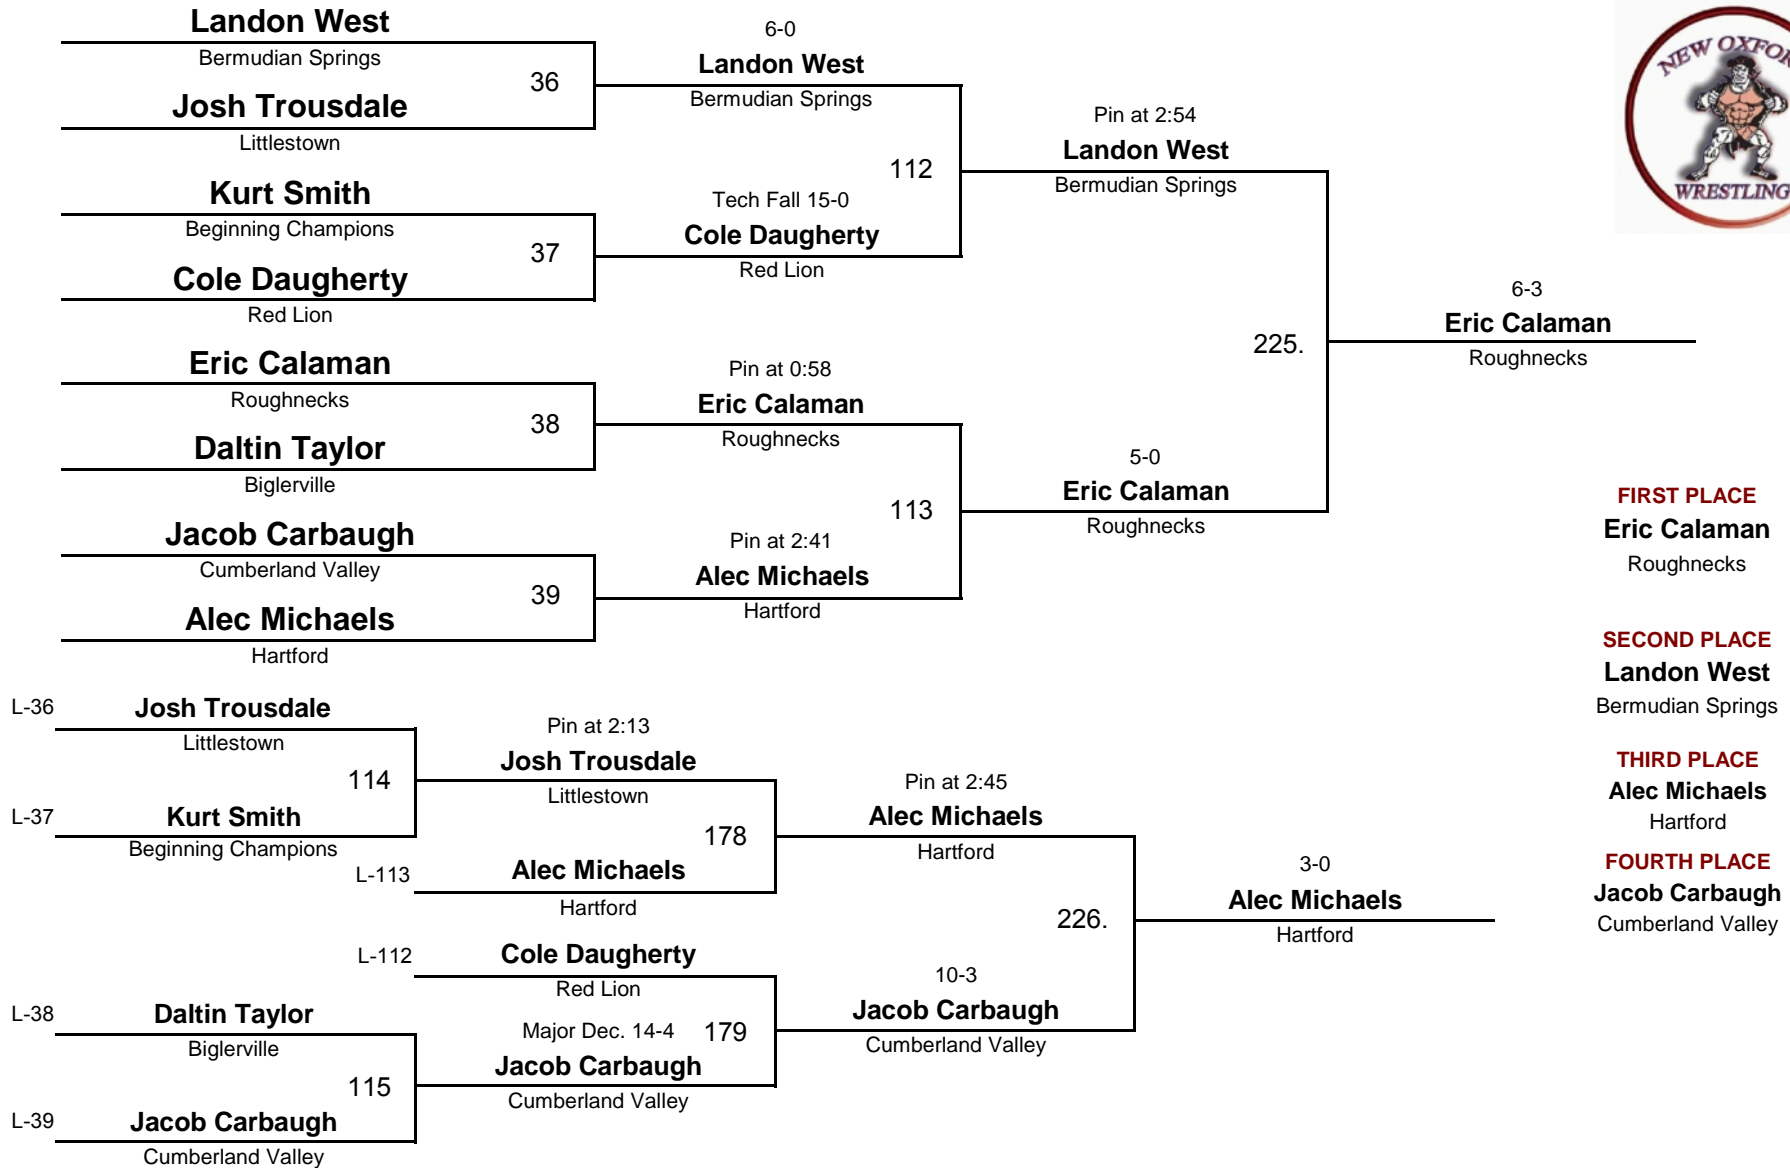 Landon West
Bermudian Springs
36
Josh Trousdale
Littlestown
Kurt Smith
Beginning Champions
37
Cole Daugherty
Red Lion
Eric Calaman
Roughnecks
38
Daltin Taylor
Biglerville
Jacob Carbaugh
Cumberland Valley
39
Alec Michaels
Hartford
6-0
Landon West
Bermudian Springs
112
Tech Fall 15-0
Cole Daugherty
Red Lion
Pin at 0:58
Eric Calaman
Roughnecks
113
Pin at 2:41
Alec Michaels
Hartford
Pin at 2:54
Landon West
Bermudian Springs
225.
5-0
Eric Calaman
Roughnecks
6-3
Eric Calaman
Roughnecks
NEW OXFOR
WRESTLING
FIRST PLACE
Eric Calaman
Roughnecks
SECOND PLACE
Landon West
Bermudian Springs
THIRD PLACE
Alec Michaels
Hartford
FOURTH PLACE
Jacob Carbaugh
Cumberland Valley
L-36
Josh Trousdale
Littlestown
114
L-37
Kurt Smith
Beginning Champions
Pin at 2:13
Josh Trousdale
Littlestown
178
L-113
Alec Michaels
Hartford
L-112
Cole Daugherty
Red Lion
179
Major Dec. 14-4
Jacob Carbaugh
Cumberland Valley
L-38
Daltin Taylor
Biglerville
115
L-39
Jacob Carbaugh
Cumberland Valley
Pin at 2:45
Alec Michaels
Hartford
226.
10-3
Jacob Carbaugh
Cumberland Valley
3-0
Alec Michaels
Hartford